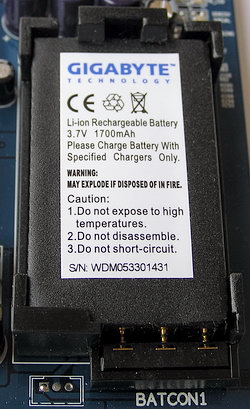 GIGABYTE™
TECHNOLOGY
CE
Li-ion Rechargeable Battery
3.7V 1700mAh
Please Charge Battery With
Specified Chargers Only.
WARNING:
MAY EXPLODE IF DISPOSED OF IN FIRE.
Caution:
1.Do not expose to high
temperatures.
2.Do not disassemble.
3.Do not short-circuit.
S/N: WDM053301431
BATCON1